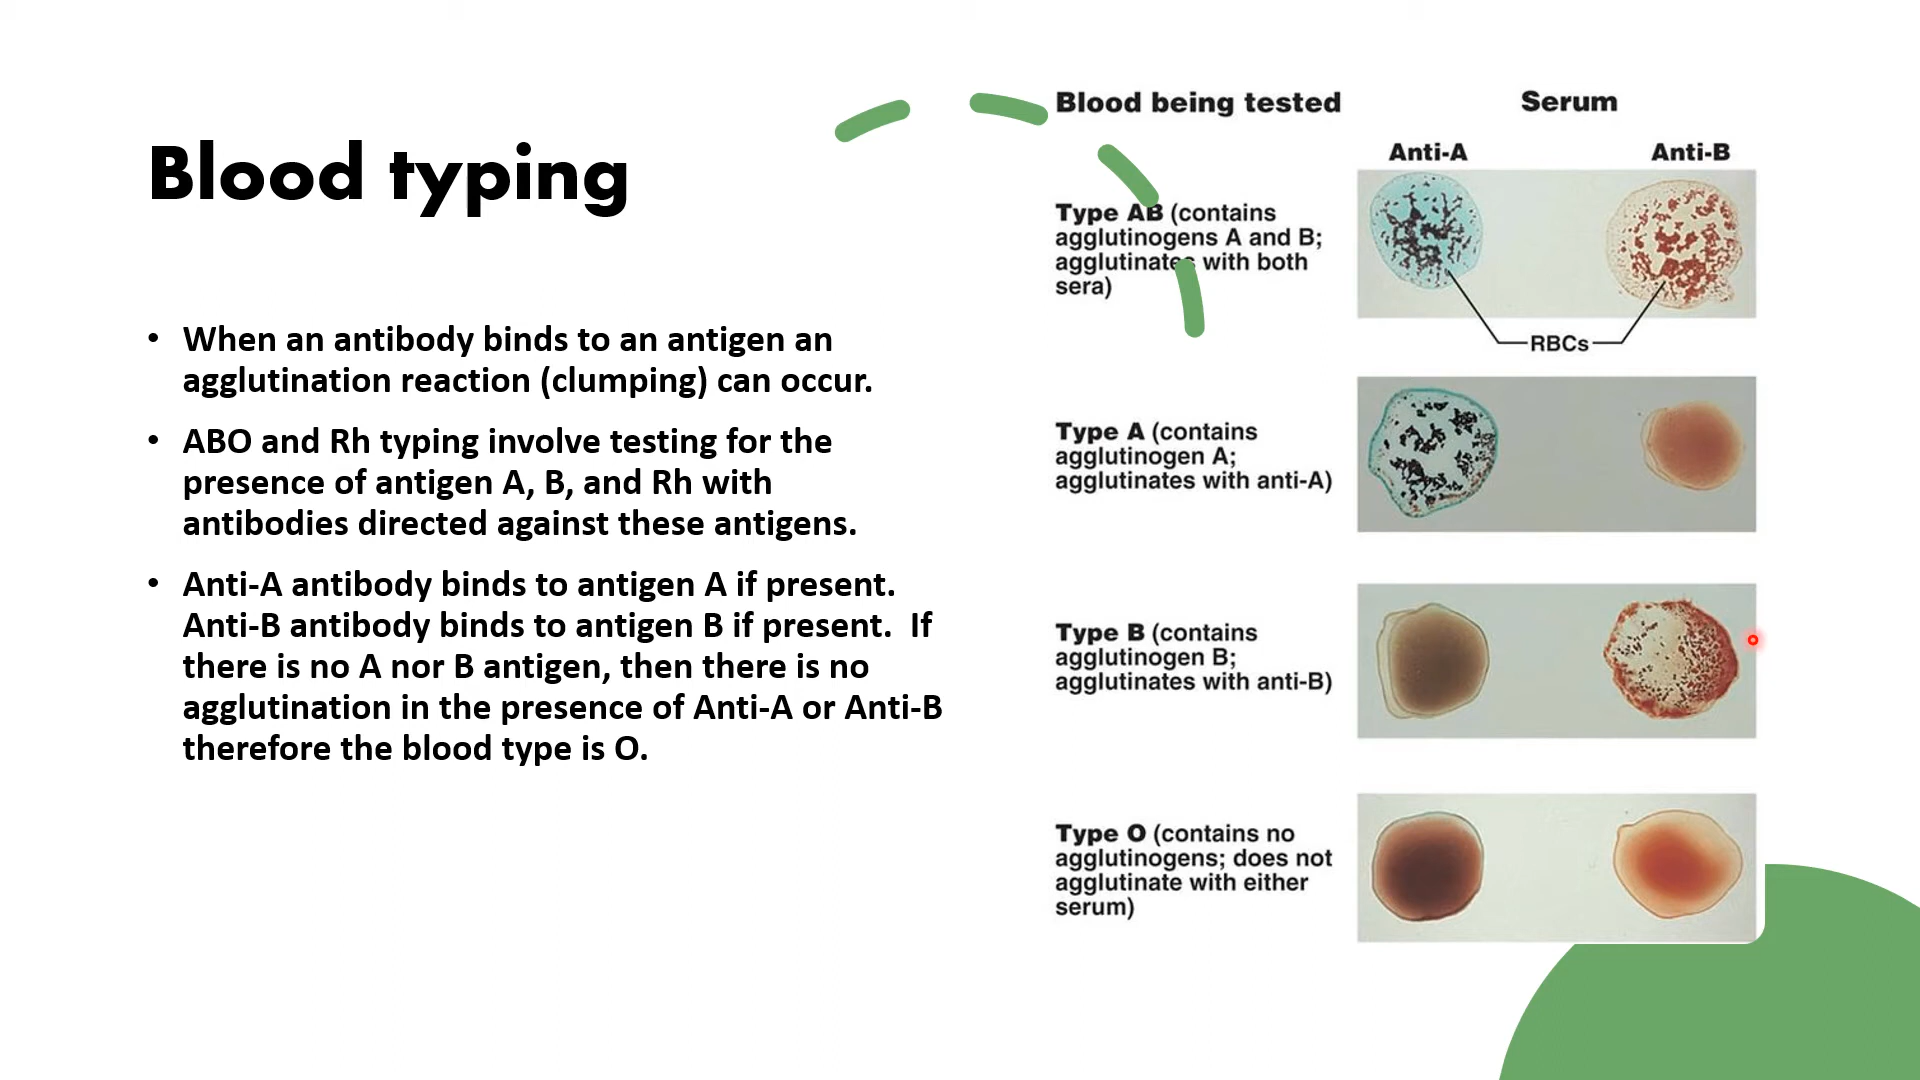 Blood typing
• When an antibody binds to an antigen an
agglutination reaction (clumping) can occur.
• ABO and Rh typing involve testing for the
presence of antigen A, B, and Rh with
antibodies directed against these antigens.
• Anti-A antibody binds to antigen A if present.
Anti-B antibody binds to antigen B if present.  If
there is no A nor B antigen, then there is no
agglutination in the presence of Anti-A or Anti-B
therefore the blood type is O.
Blood being tested
Serum
Anti-A
Anti-B
Type AB (contains
agglutinogens A and B;
agglutinates with both
sera)
RBCs
Type A (contains
agglutinogen A;
agglutinates with anti-A)
Type B (contains
agglutinogen B;
agglutinates with anti-B)
Type O (contains no
agglutinogens; does not
agglutinate with either
serum)